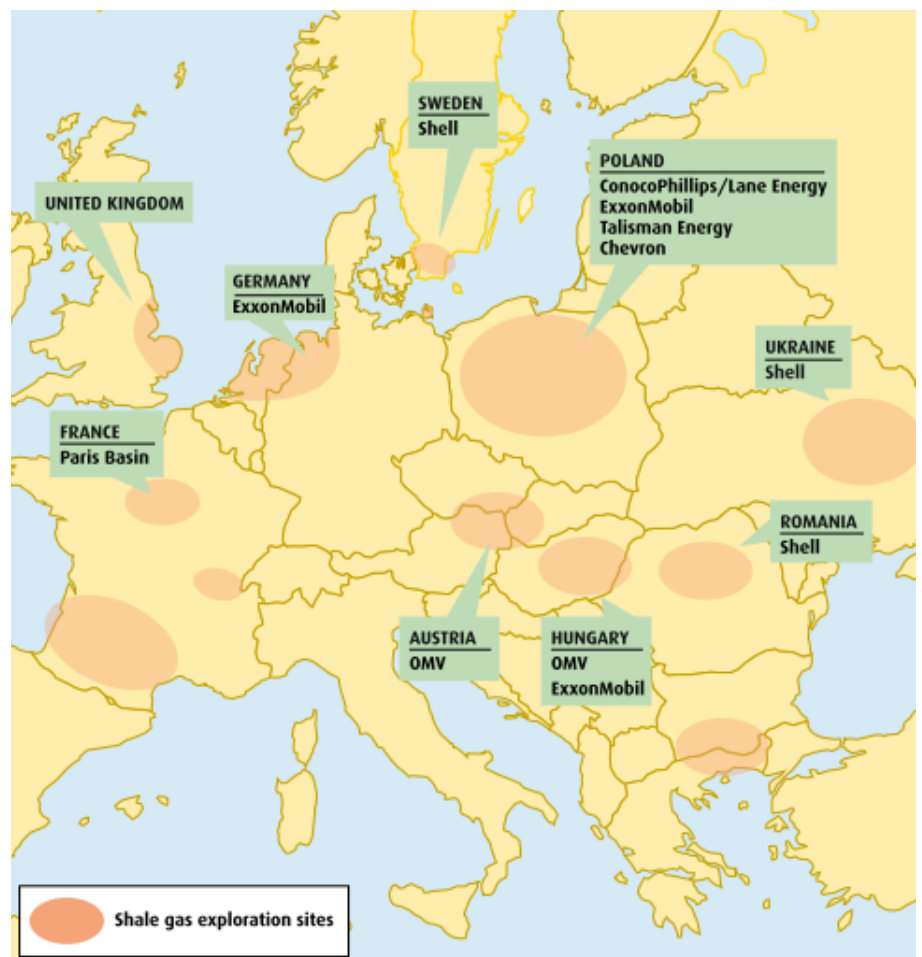 SWEDEN
Shell
POLAND
ConocoPhillips/Lane Energy
ExxonMobil
Talisman Energy
Chevron
UNITED KINGDOM
GERMANY
ExxonMobil
UKRAINE
Shell
FRANCE
Paris Basin
ROMANIA
Shell
AUSTRIA
OMV
HUNGARY
OMV
ExxonMobil
Shale gas exploration sites